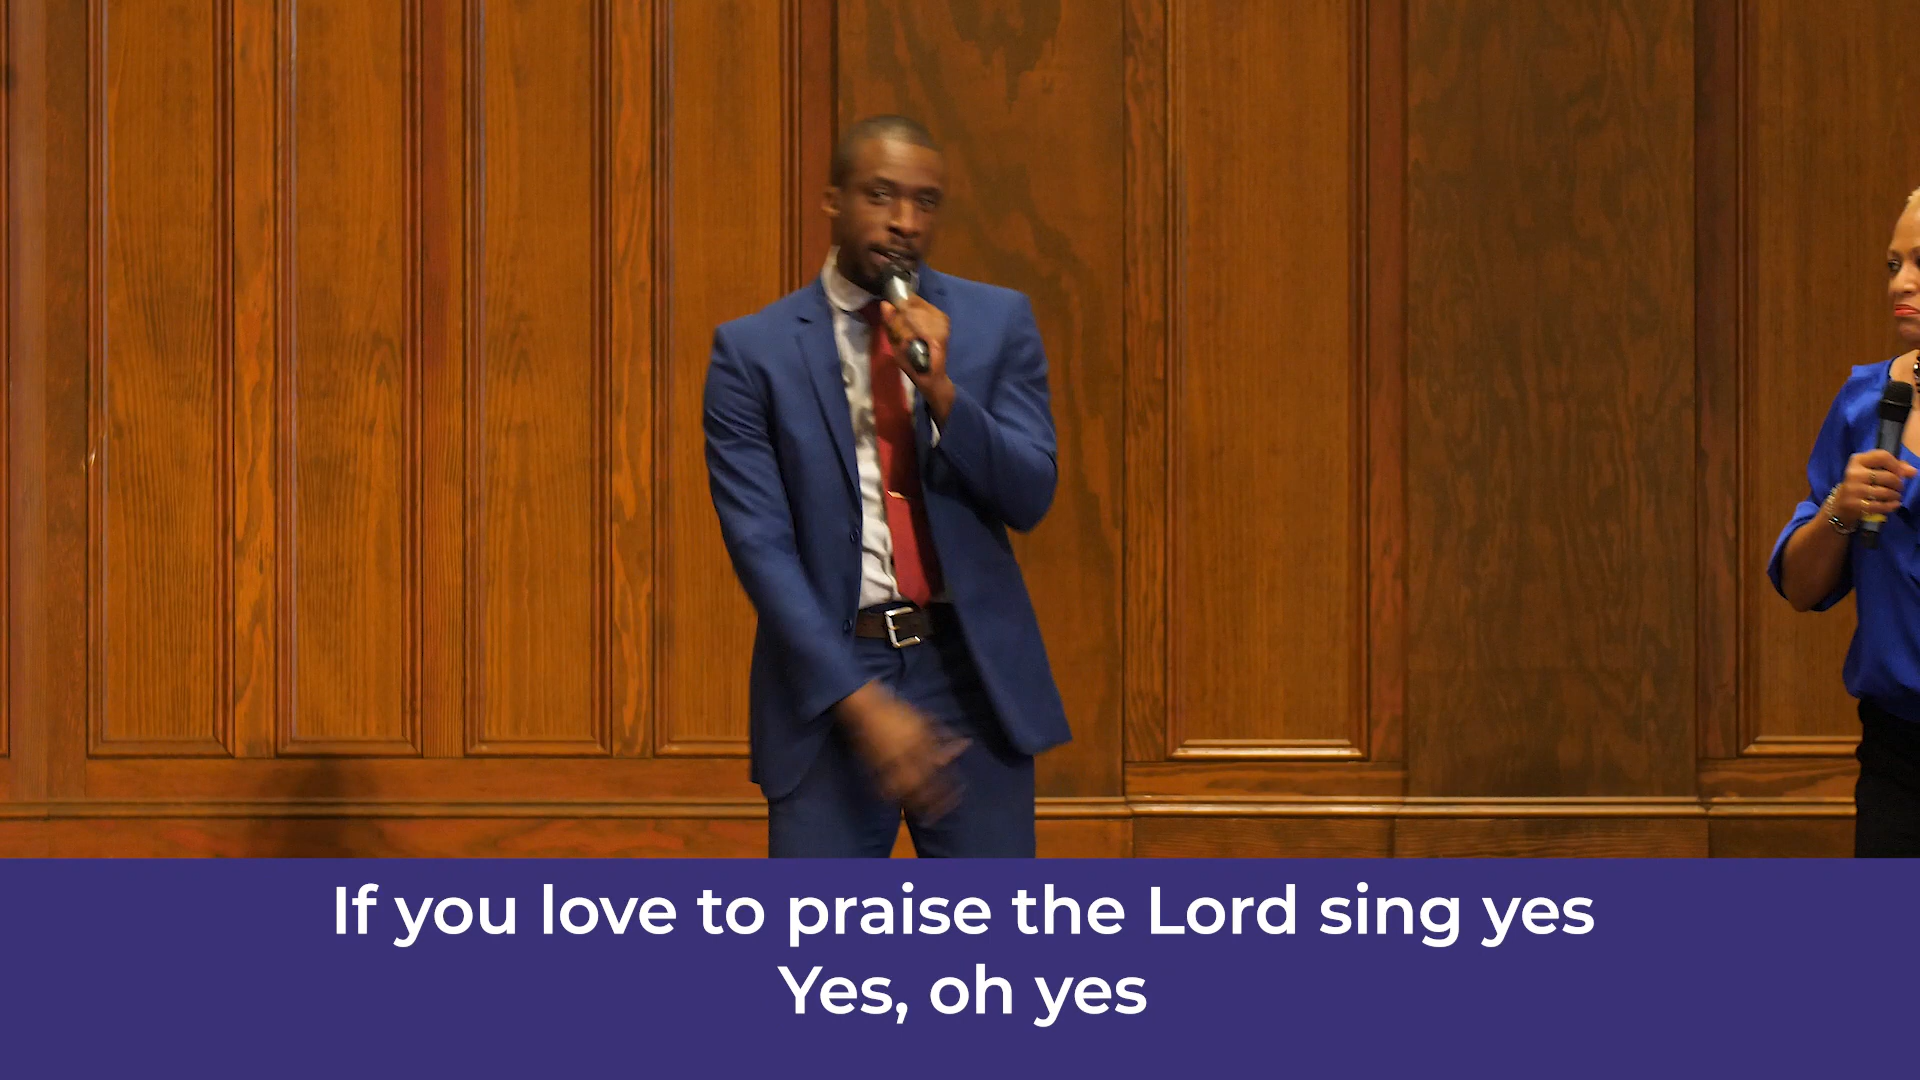 If you love to praise the Lord sing yes
Yes, oh yes